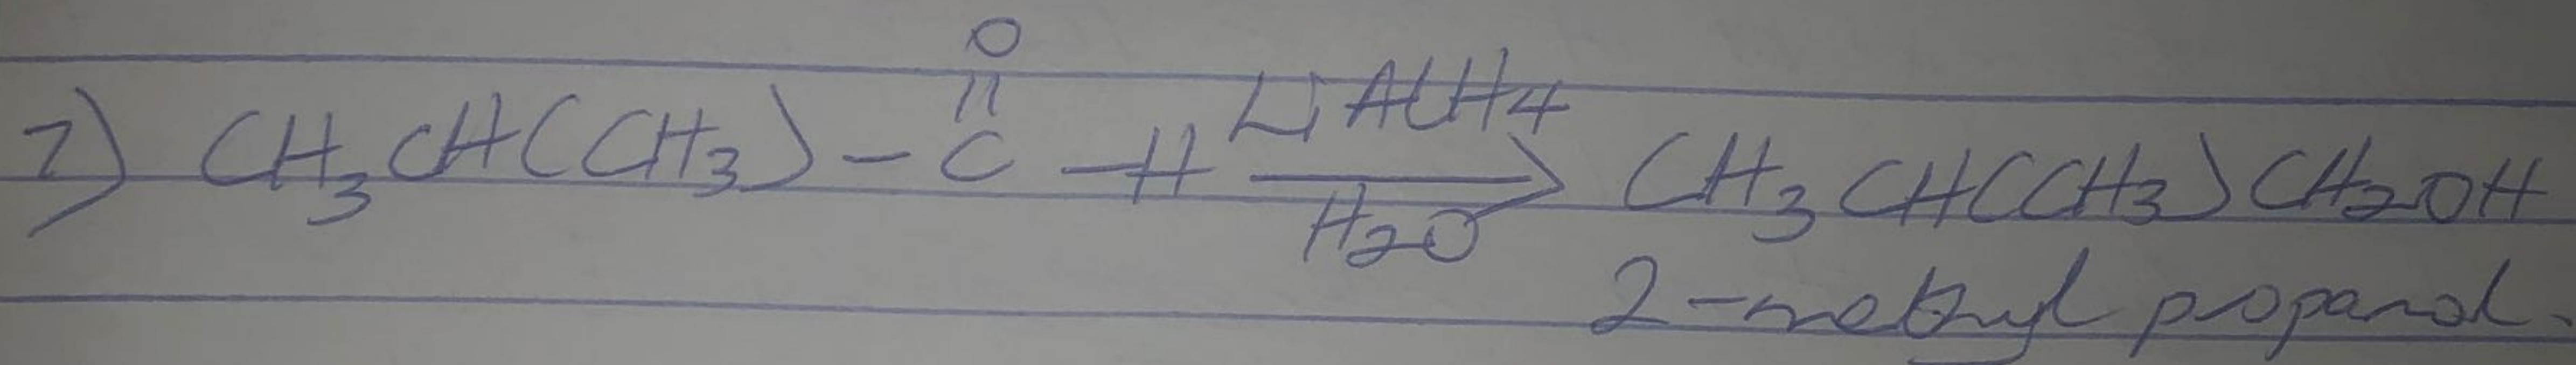 O
||
7) CH3CH(CH3) - C - H LiAlH4 / H2O → CH3CH(CH3)CH2OH
2-methyl propanol.